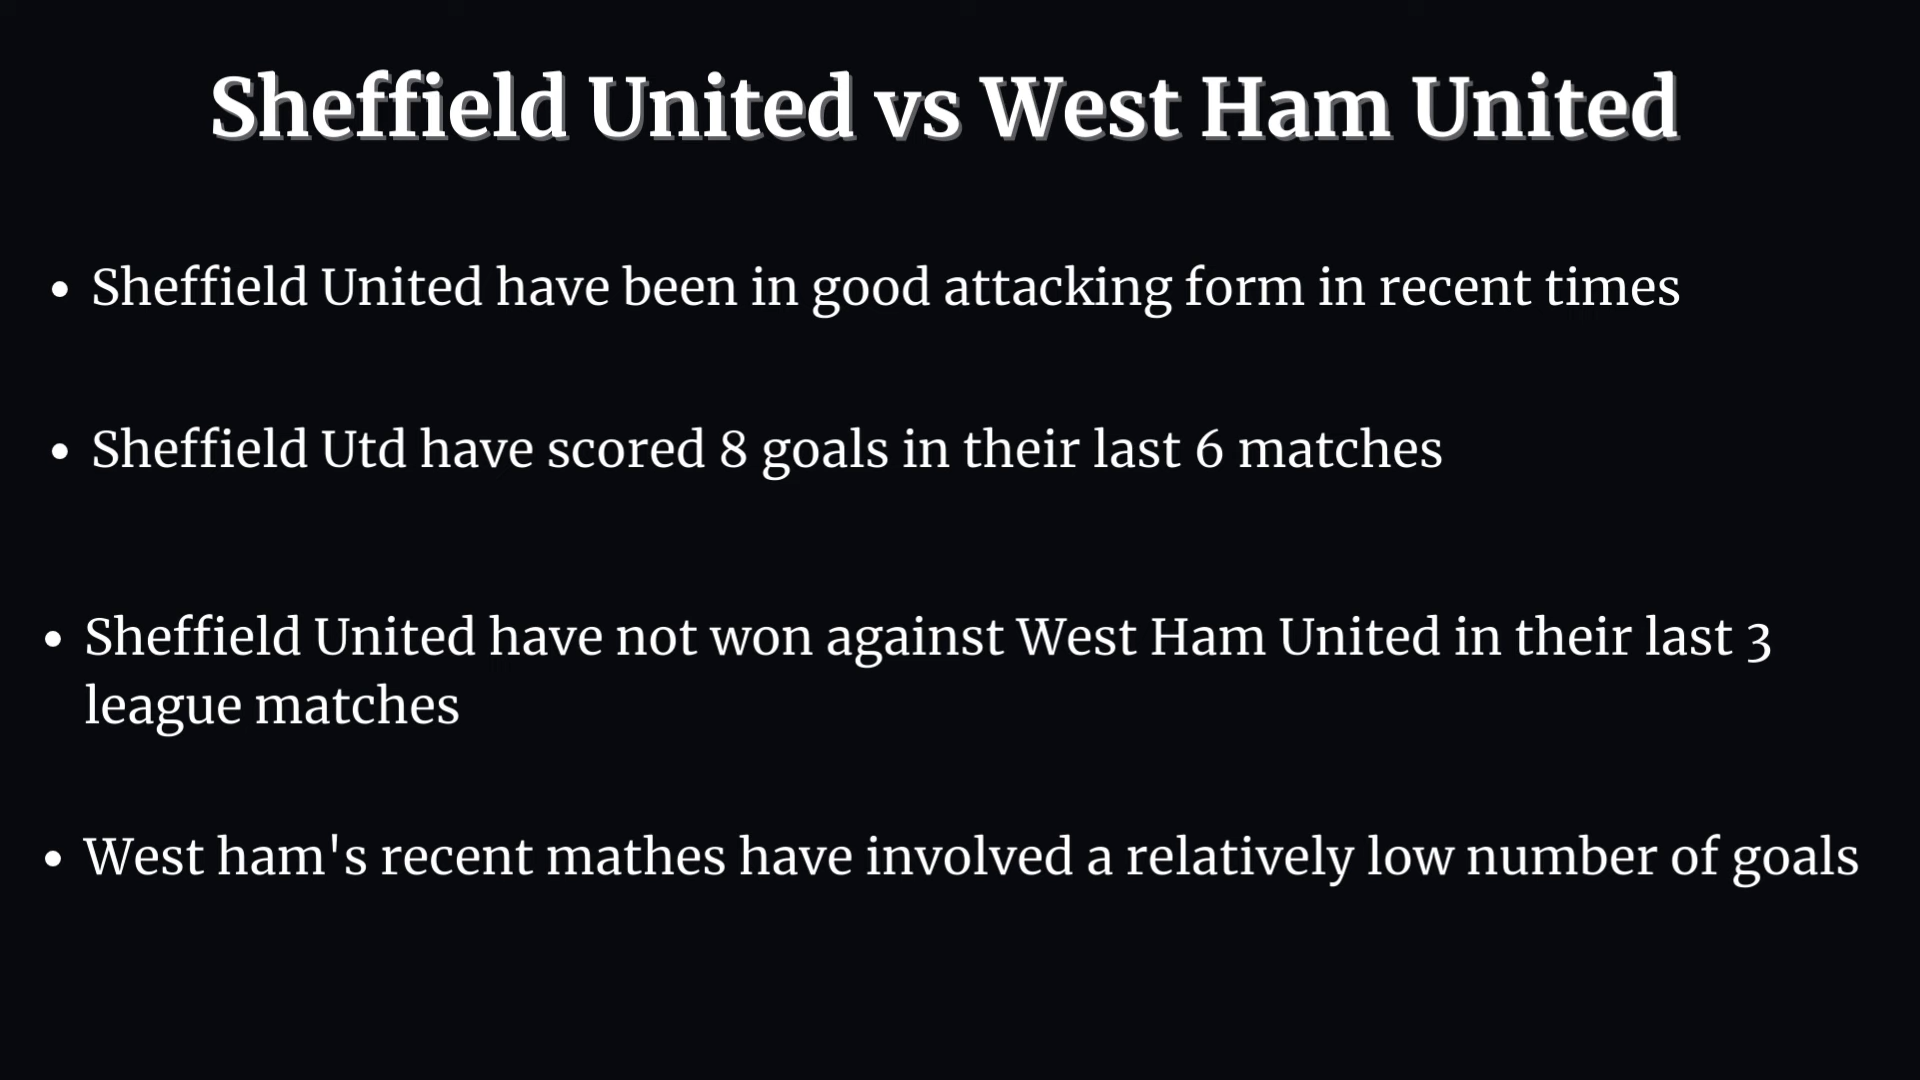 Sheffield United vs West Ham United
• Sheffield United have been in good attacking form in recent times
• Sheffield Utd have scored 8 goals in their last 6 matches
• Sheffield United have not won against West Ham United in their last 3
league matches
• West ham's recent mathes have involved a relatively low number of goals